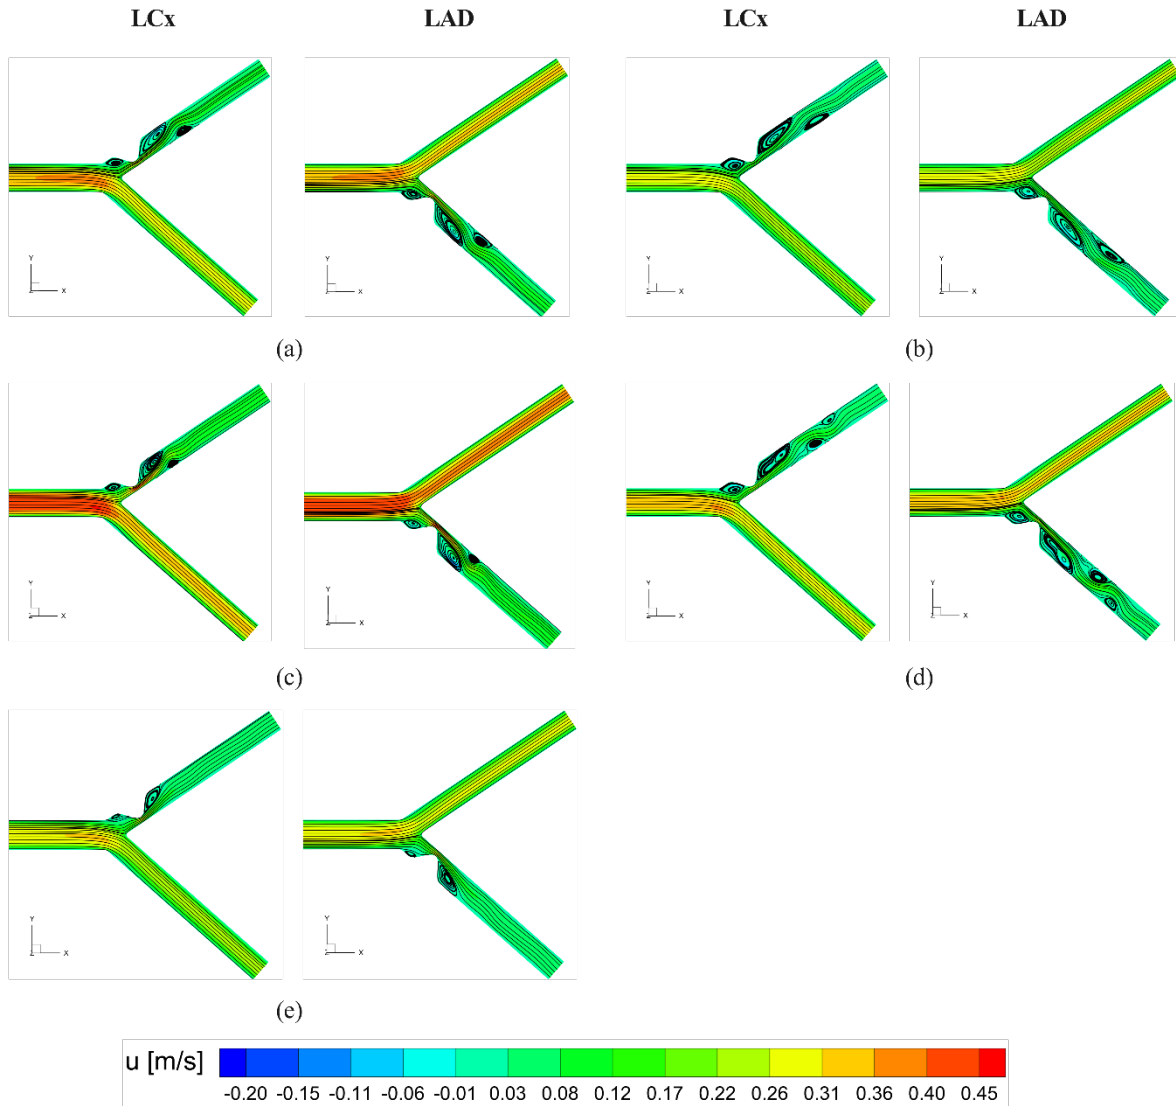 LCx LAD LCx LAD
Y X Z Y X Z Y X Z Y X Z
(a) (b)
Y X Z Y X Z Y X Z Y X Z
(c) (d)
Y X Z Y X Z
(e)
u [m/s]
-0.20 -0.15 -0.11 -0.06 -0.01 0.03 0.08 0.12 0.17 0.22 0.26 0.31 0.36 0.40 0.45